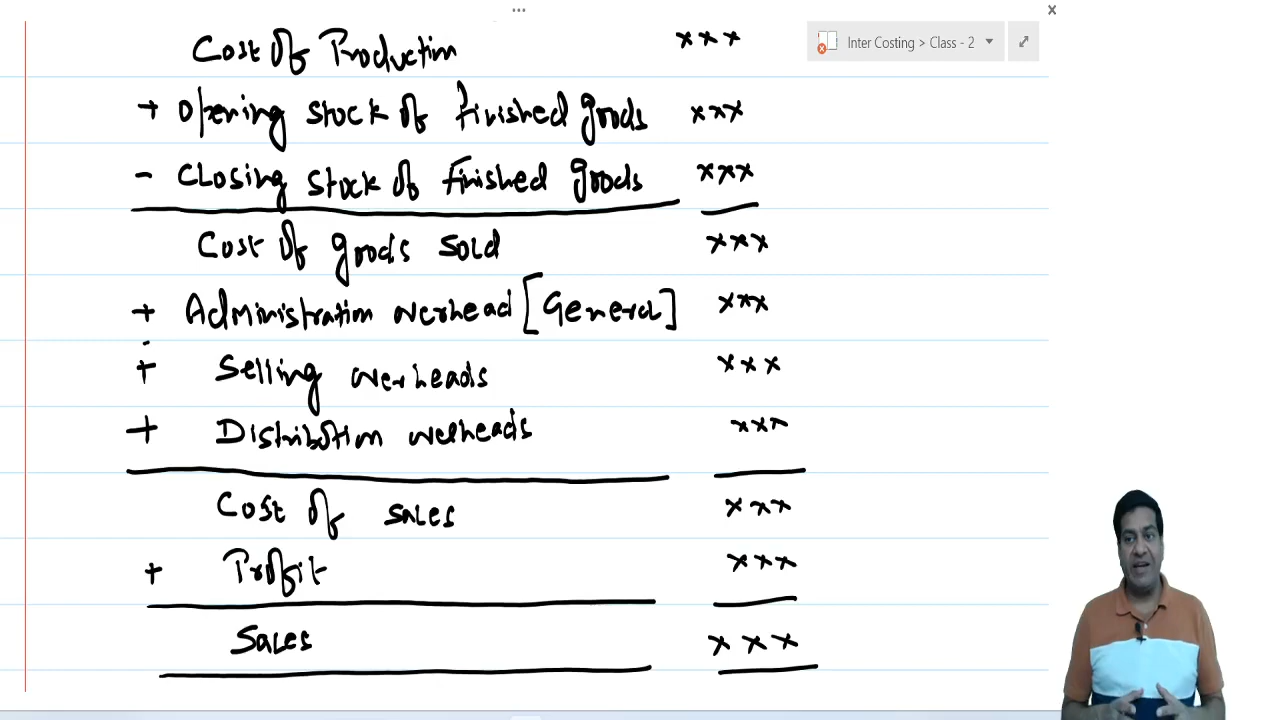 ...
Inter Costing > Class - 2
Cost of Production xxx
+ Opening stock of finished goods xxx
- Closing stock of finished goods xxx
Cost of goods sold xxx
+ Administration overhead [General] xxx
+ Selling overheads xxx
+ Distribution overheads xxx
Cost of sales xxx
+ Profit xxx
Sales xxx